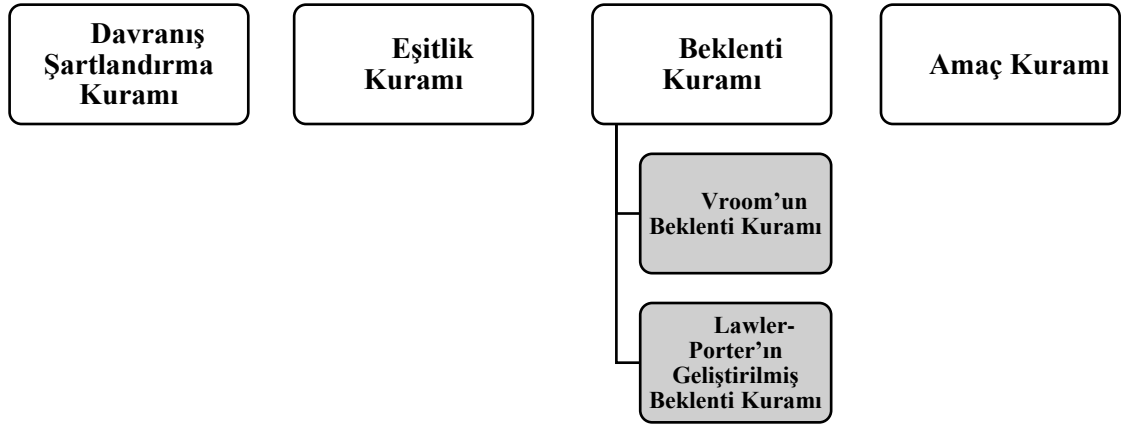 Davranış
Şartlandırma
Kuramı
Eşitlik
Kuramı
Beklenti
Kuramı
Amaç Kuramı
Vroom’un
Beklenti Kuramı
Lawler-
Porter’ın
Geliştirilmiş
Beklenti Kuramı